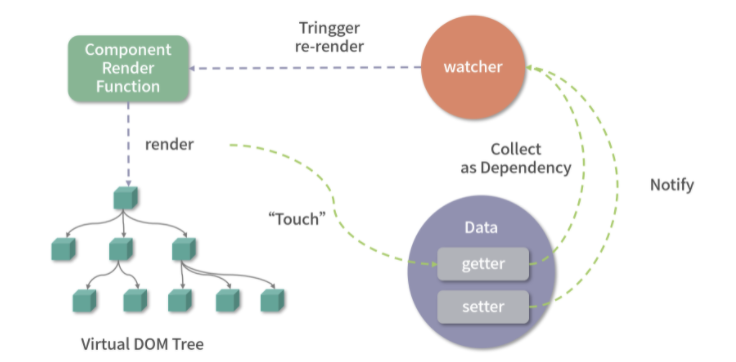 Tringger
re-render
Component
Render
Function
watcher
render
Collect
as Dependency
Notify
“Touch”
Data
getter
setter
Virtual DOM Tree